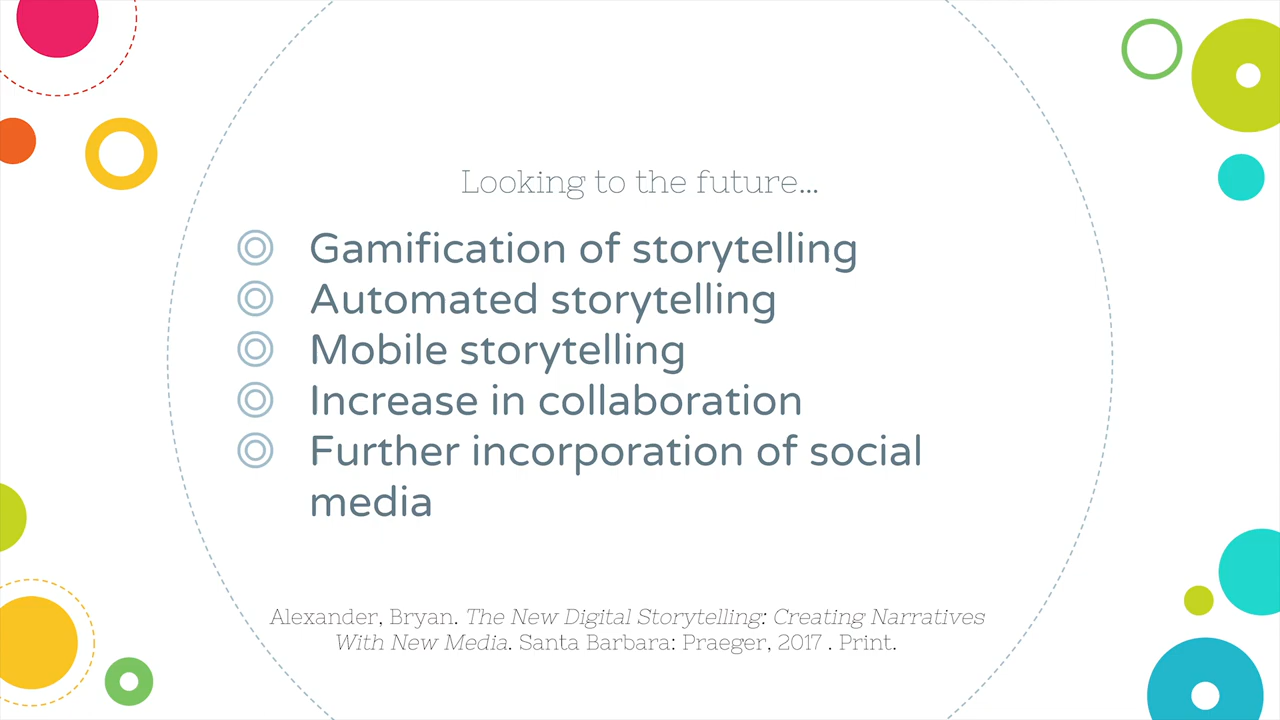 Looking to the future...
Gamification of storytelling
Automated storytelling
Mobile storytelling
Increase in collaboration
Further incorporation of social
media
Alexander, Bryan. The New Digital Storytelling: Creating Narratives
With New Media. Santa Barbara: Praeger, 2017 . Print.